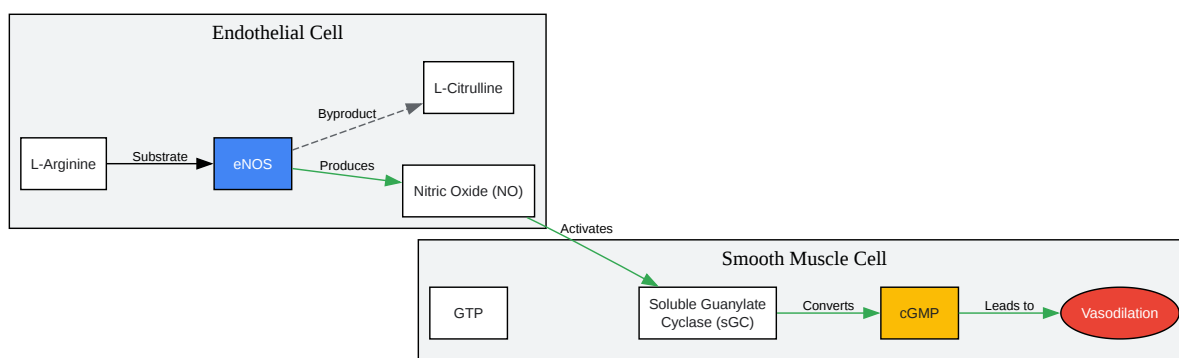 Endothelial Cell
L-Citrulline
Byproduct
L-Arginine
Substrate
eNOS
Produces
Nitric Oxide (NO)
Activates
Smooth Muscle Cell
GTP
Soluble Guanylate
Cyclase (sGC)
Converts
cGMP
Leads to
Vasodilation